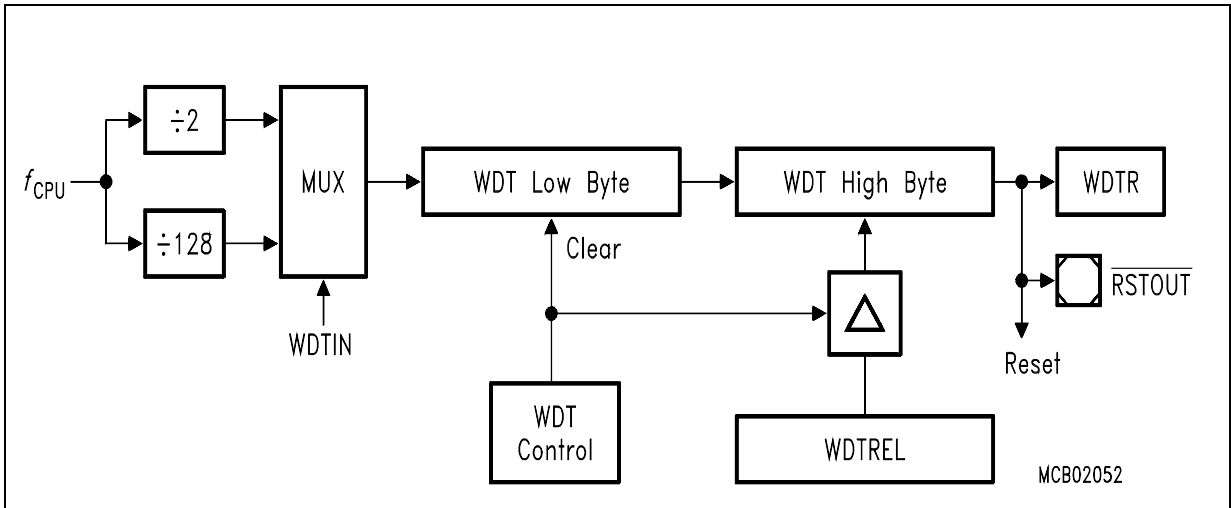 ÷2
fCPU
÷128
MUX
WDTIN
WDT Low Byte
Clear
WDT High Byte
WDTR
RSTOUT
Reset
WDT
Control
WDTREL
MCB02052